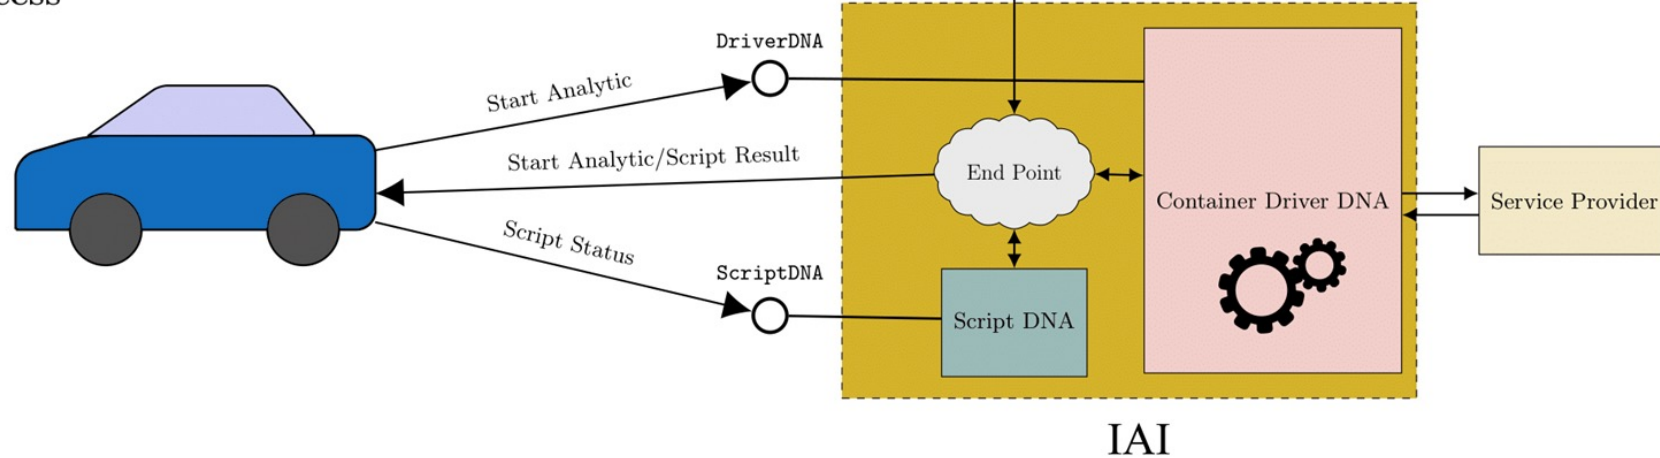 DriverDNA
Start Analytic
Start Analytic/Script Result
End Point
Container Driver DNA
Service Provider
Script Status
ScriptDNA
Script DNA
IAI